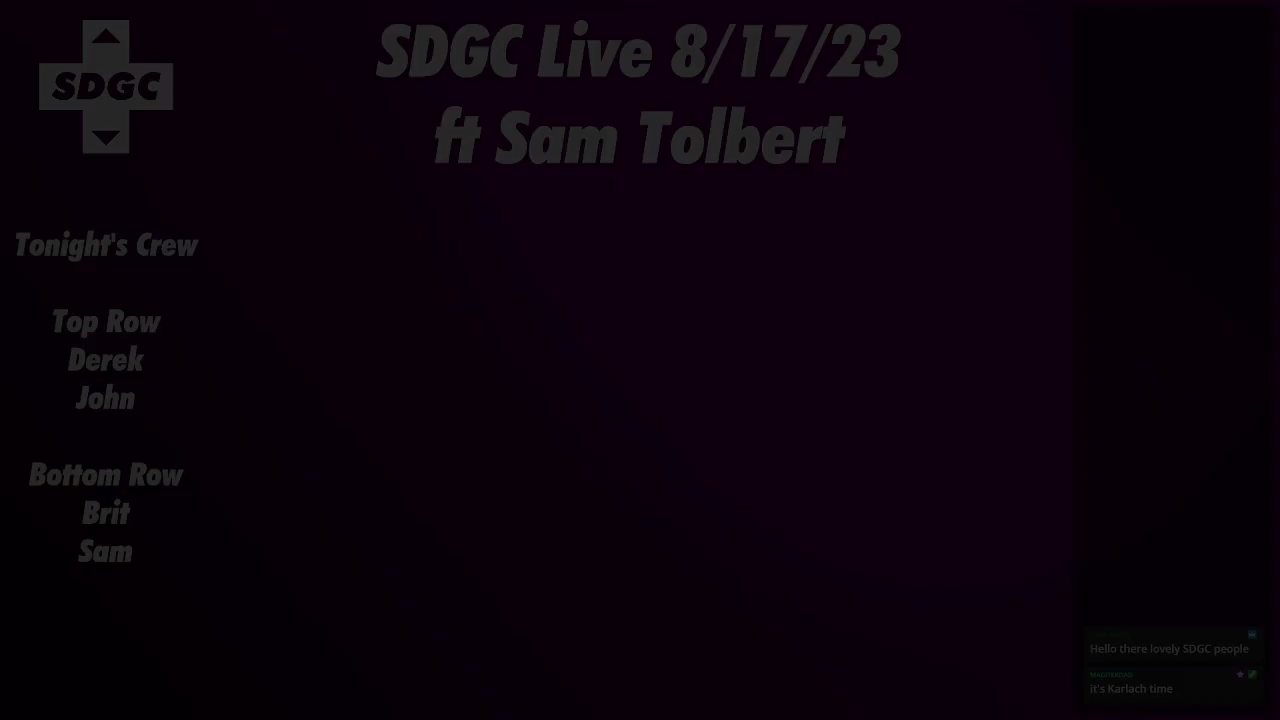 SDGC
SDGC Live 8/17/23
ft Sam Tolbert
Tonight's Crew
Top Row
Derek
John
Bottom Row
Brit
Sam
Hello there lovely SDGC people
it's Karlach time